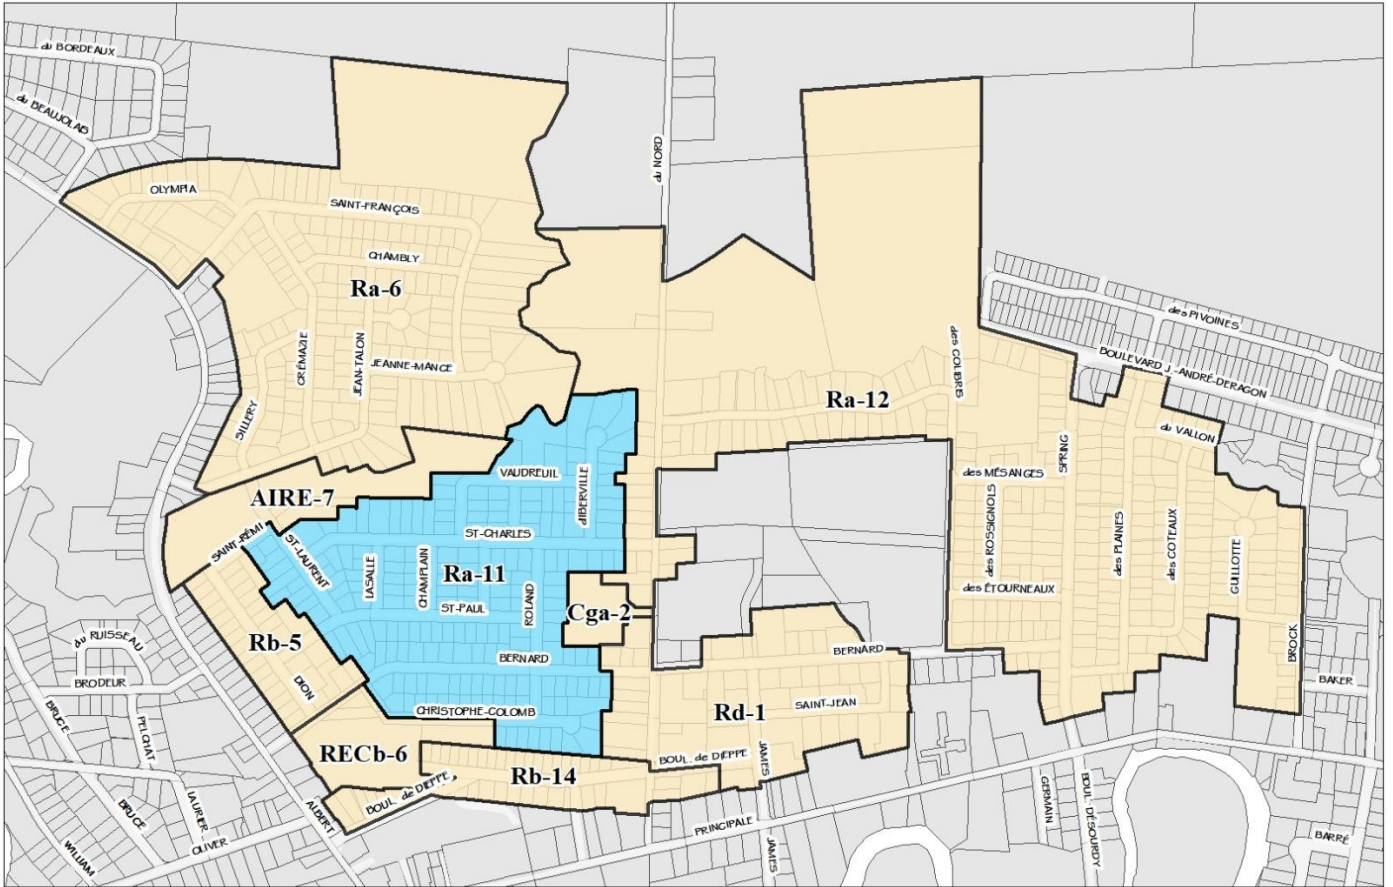 du BORDEAUX
du BEAUJOLAIS
du NORD
OLYMPIA
SAINT-FRANÇOIS
CHAMBLY
Ra-6
des PIVOINES
CRÉMAZIE
JEAN-TALON
JEANNE-MANCE
des COLIBRIS
BOULEVARD J.-ANDRÉ-DERAGON
Ra-12
SILLERY
du VALLON
SPRING
VAUDREUIL
des MÉSANGES
AIRE-7
DIBERVILLE
des ROSSIGNOLS
SAINT-RÉMI
ST-LAURENT
ST-CHARLES
des PLAINES
des COTEAUX
GUILLOTTE
LASALLE
CHAMPLAIN
Ra-11
ROLAND
des ÉTOURNEAUX
ST-PAUL
Cga-2
du RUISSEAU
Rb-5
BERNARD
BERNARD
BROCK
BRODEUR
DION
BAKER
SAINT-JEAN
BRUCE
PELCHAT
CHRISTOPHE-COLOMB
Rd-1
RECb-6
BOUL. de DIEPPE
JAMES
Rb-14
BOUL. de DIEPPE
LAURIER
ALBERT
BRUCE
GERMAIN
BOUL. DÉSOURDY
PRINCIPALE
OLIVER
WILLIAM
JAMES
BARRÉ